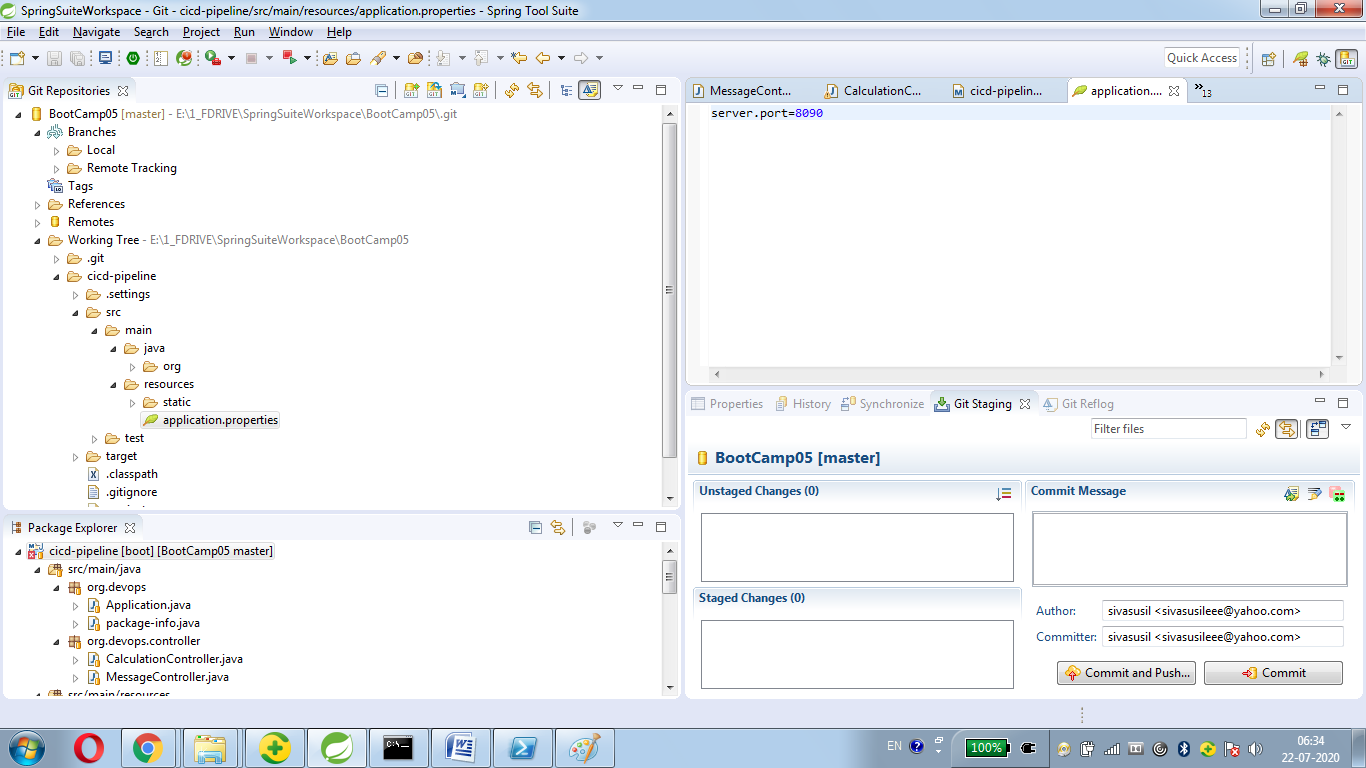 SpringSuiteWorkspace - Git - cicd-pipeline/src/main/resources/application.properties - Spring Tool Suite
File Edit Navigate Search Project Run Window Help
Quick Access
GIT
Git Repositories
BootCamp05 [master] - E:\1_FDRIVE\SpringSuiteWorkspace\BootCamp05\.git
Branches
Local
Remote Tracking
Tags
References
Remotes
Working Tree - E:\1_FDRIVE\SpringSuiteWorkspace\BootCamp05
.git
cicd-pipeline
.settings
src
main
java
org
resources
static
application.properties
test
target
.classpath
.gitignore
Package Explorer
cicd-pipeline [boot] [BootCamp05 master]
src/main/java
org.devops
Application.java
package-info.java
org.devops.controller
CalculationController.java
MessageController.java
src/main/resources
MessageCont... CalculationC... cicd-pipelin... application.... »13
server.port=8090
Properties History Synchronize Git Staging Git Reflog
Filter files
BootCamp05 [master]
Unstaged Changes (0)
Staged Changes (0)
Commit Message
Author: sivasusil <sivasusileee@yahoo.com>
Committer: sivasusil <sivasusileee@yahoo.com>
Commit and Push... Commit
EN 100% 06:34
22-07-2020